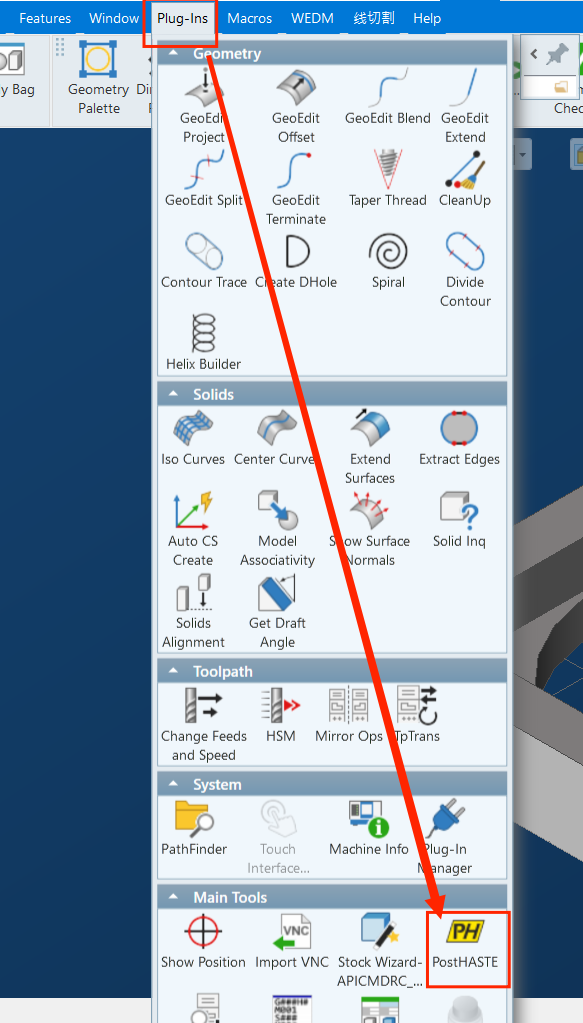 Features Window Plug-Ins Macros WEDM 线切割 Help
y Bag
Geometry
Palette
Chec
Geometry
GeoEdit
Project
GeoEdit
Offset
GeoEdit Blend
GeoEdit
Extend
GeoEdit Split
GeoEdit
Terminate
Taper Thread
CleanUp
Contour Trace
Create DHole
Spiral
Divide
Contour
Helix Builder
Solids
Iso Curves
Center Curve
Extend
Surfaces
Extract Edges
Auto CS
Create
Model
Associativity
Show Surface
Normals
Solid Inq
Solids
Alignment
Get Draft
Angle
Toolpath
Change Feeds
and Speed
HSM
Mirror Ops
TpTrans
System
PathFinder
Touch
Interface...
Machine Info
Plug-In
Manager
Main Tools
Show Position
VNC
Import VNC
Stock Wizard-
APICMDRC_...
PH
PostHASTE